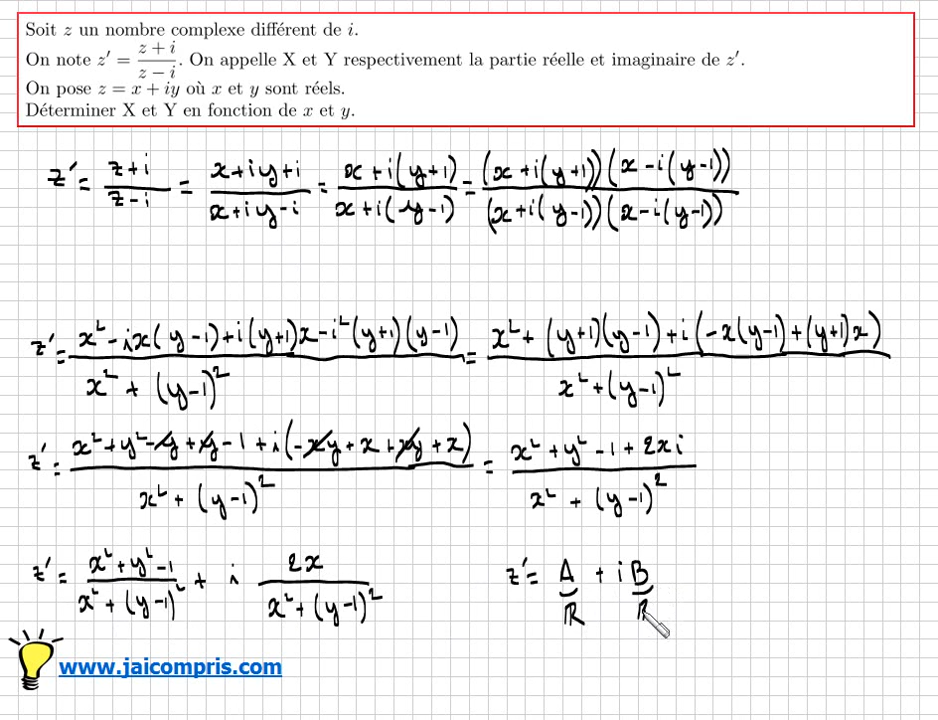 Soit z un nombre complexe différent de i.
On note z' = (z + i)/(z − i). On appelle X et Y respectivement la partie réelle et imaginaire de z'.
On pose z = x + iy où x et y sont réels.
Déterminer X et Y en fonction de x et y.
z' = (z+i)/(z-i) = (x+iy+i)/(x+iy-i) = (x+i(y+1))/(x+i(y-1)) = ((x+i(y+1))(x-i(y-1)))/((x+i(y-1))(x-i(y-1)))
z' = (x²-ix(y-1)+i(y+1)x-i²(y+1)(y-1))/(x²+(y-1)²) = (x²+(y+1)(y-1)+i(-x(y-1)+(y+1)x))/(x²+(y-1)²)
z' = (x²+y²-y+y-1+i(-xy+x+xy+x))/(x²+(y-1)²) = (x²+y²-1+2xi)/(x²+(y-1)²)
z' = (x²+y²-1)/(x²+(y-1)²) + i (2x)/(x²+(y-1)²) z' = A + iB
R R
www.jaicompris.com